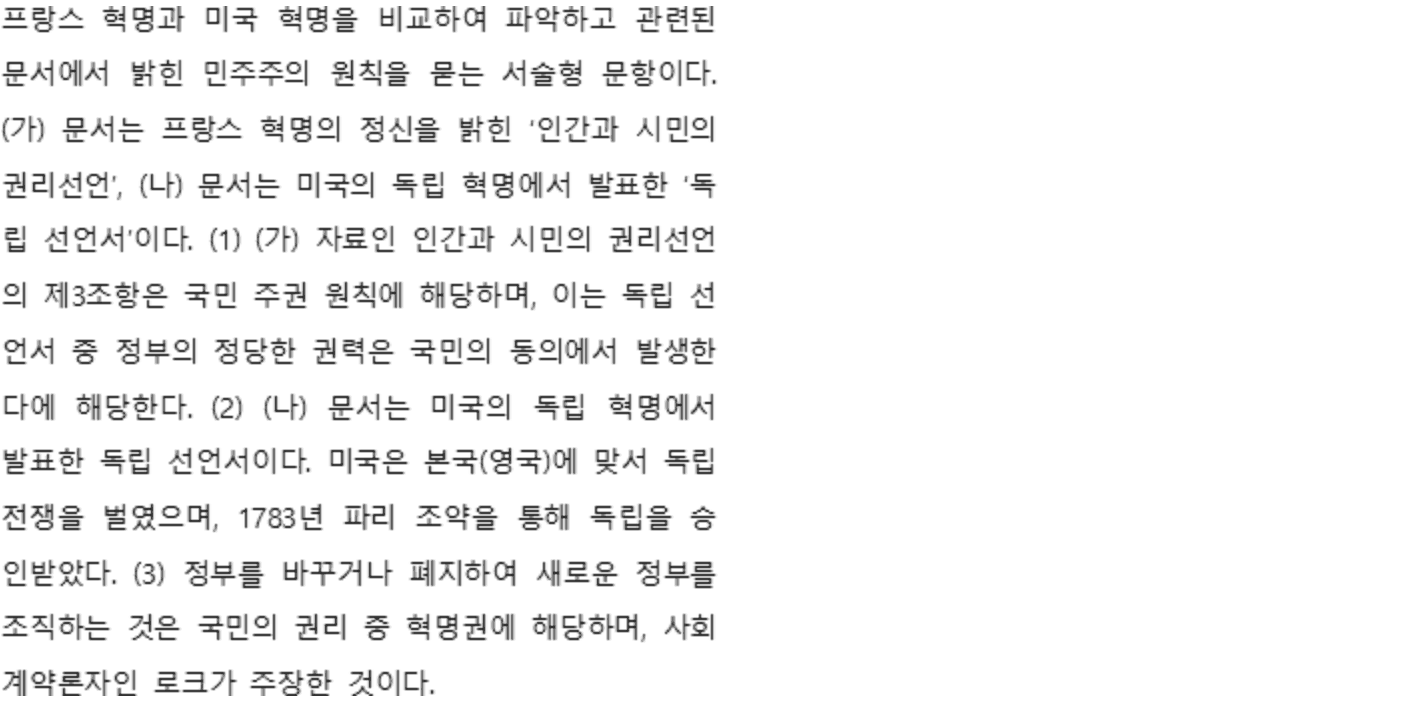 프랑스 혁명과 미국 혁명을 비교하여 파악하고 관련된
문서에서 밝힌 민주주의 원칙을 묻는 서술형 문항이다.
(가) 문서는 프랑스 혁명의 정신을 밝힌 ‘인간과 시민의
권리선언’, (나) 문서는 미국의 독립 혁명에서 발표한 ‘독
립 선언서’이다. (1) (가) 자료인 인간과 시민의 권리선언
의 제3조항은 국민 주권 원칙에 해당하며, 이는 독립 선
언서 중 정부의 정당한 권력은 국민의 동의에서 발생한
다에 해당한다. (2) (나) 문서는 미국의 독립 혁명에서
발표한 독립 선언서이다. 미국은 본국(영국)에 맞서 독립
전쟁을 벌였으며, 1783년 파리 조약을 통해 독립을 승
인받았다. (3) 정부를 바꾸거나 폐지하여 새로운 정부를
조직하는 것은 국민의 권리 중 혁명권에 해당하며, 사회
계약론자인 로크가 주장한 것이다.